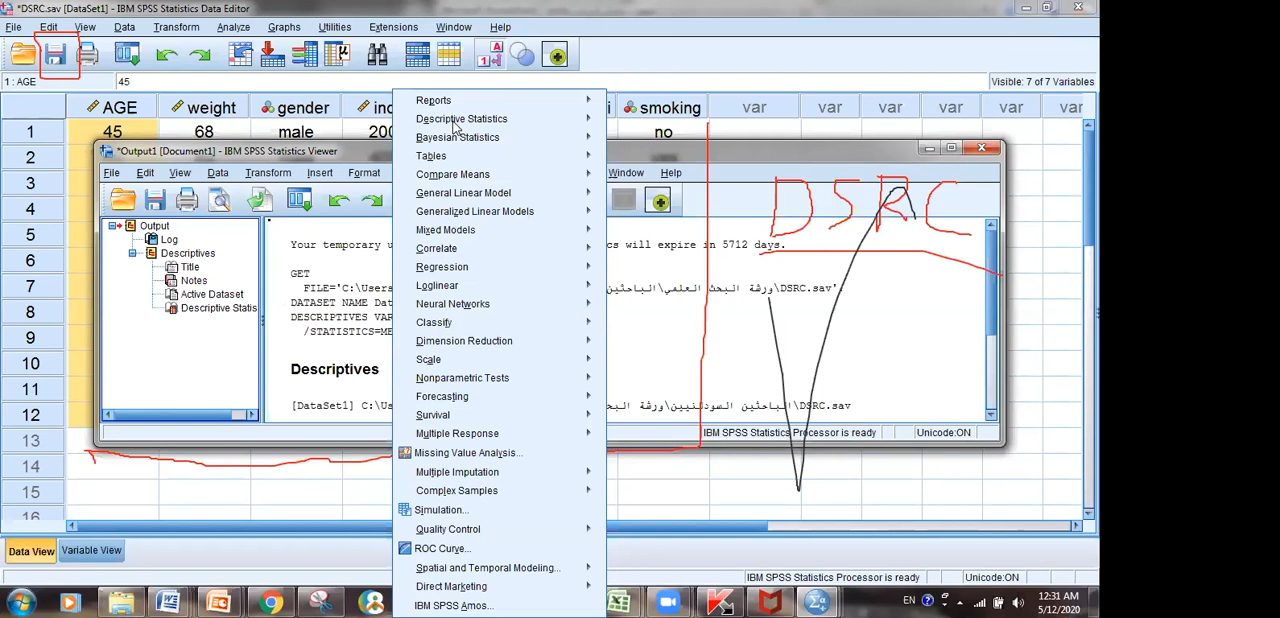 *DSRC.sav [DataSet1] - IBM SPSS Statistics Data Editor
File Edit View Data Transform Analyze Graphs Utilities Extensions Window Help
1 : AGE 45 Visible: 7 of 7 Variables
AGE weight gender inc smoking var var var var
1 45 68 male 200 no
2
3
4
5
6
7
8
9
10
11
12
13
14
15
16
*Output1 [Document1] - IBM SPSS Statistics Viewer
File Edit View Data Transform Insert Format Window Help
Output
Log
Descriptives
Title
Notes
Active Dataset
Descriptive Statis
Your temporary u
cs will expire in 5712 days.
GET
FILE='C:\Users
ورشة البحث العلمي\الباحثين
\DSRC.sav'.
DATASET NAME Dat
DESCRIPTIVES VAR
/STATISTICS=ME
Descriptives
[DataSet1] C:\Us
\DSRC.sav
IBM SPSS Statistics Processor is ready Unicode:ON
Reports
Descriptive Statistics
Bayesian Statistics
Tables
Compare Means
General Linear Model
Generalized Linear Models
Mixed Models
Correlate
Regression
Loglinear
Neural Networks
Classify
Dimension Reduction
Scale
Nonparametric Tests
Forecasting
Survival
Multiple Response
Missing Value Analysis...
Multiple Imputation
Complex Samples
Simulation...
Quality Control
ROC Curve...
Spatial and Temporal Modeling...
Direct Marketing
IBM SPSS Amos...
DSRC
Data View Variable View
IBM SPSS Statistics Processor is ready Unicode:ON
EN 12:31 AM
5/12/2020